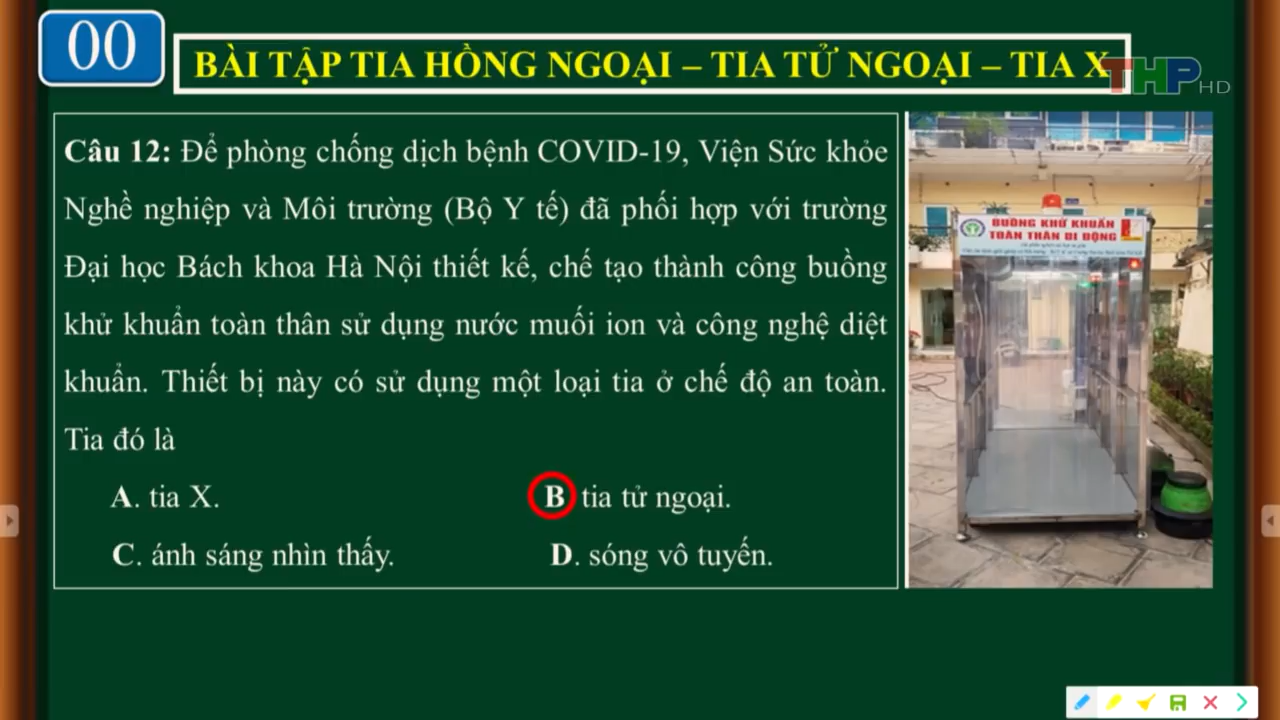 00
BÀI TẬP TIA HỒNG NGOẠI – TIA TỬ NGOẠI – TIA X
THP HD
Câu 12: Để phòng chống dịch bệnh COVID-19, Viện Sức khỏe
Nghề nghiệp và Môi trường (Bộ Y tế) đã phối hợp với trường
Đại học Bách khoa Hà Nội thiết kế, chế tạo thành công buồng
khử khuẩn toàn thân sử dụng nước muối ion và công nghệ diệt
khuẩn. Thiết bị này có sử dụng một loại tia ở chế độ an toàn.
Tia đó là
A. tia X.
B tia tử ngoại.
C. ánh sáng nhìn thấy.
D. sóng vô tuyến.
BUỒNG KHỬ KHUẨN
TOÀN THÂN DI ĐỘNG